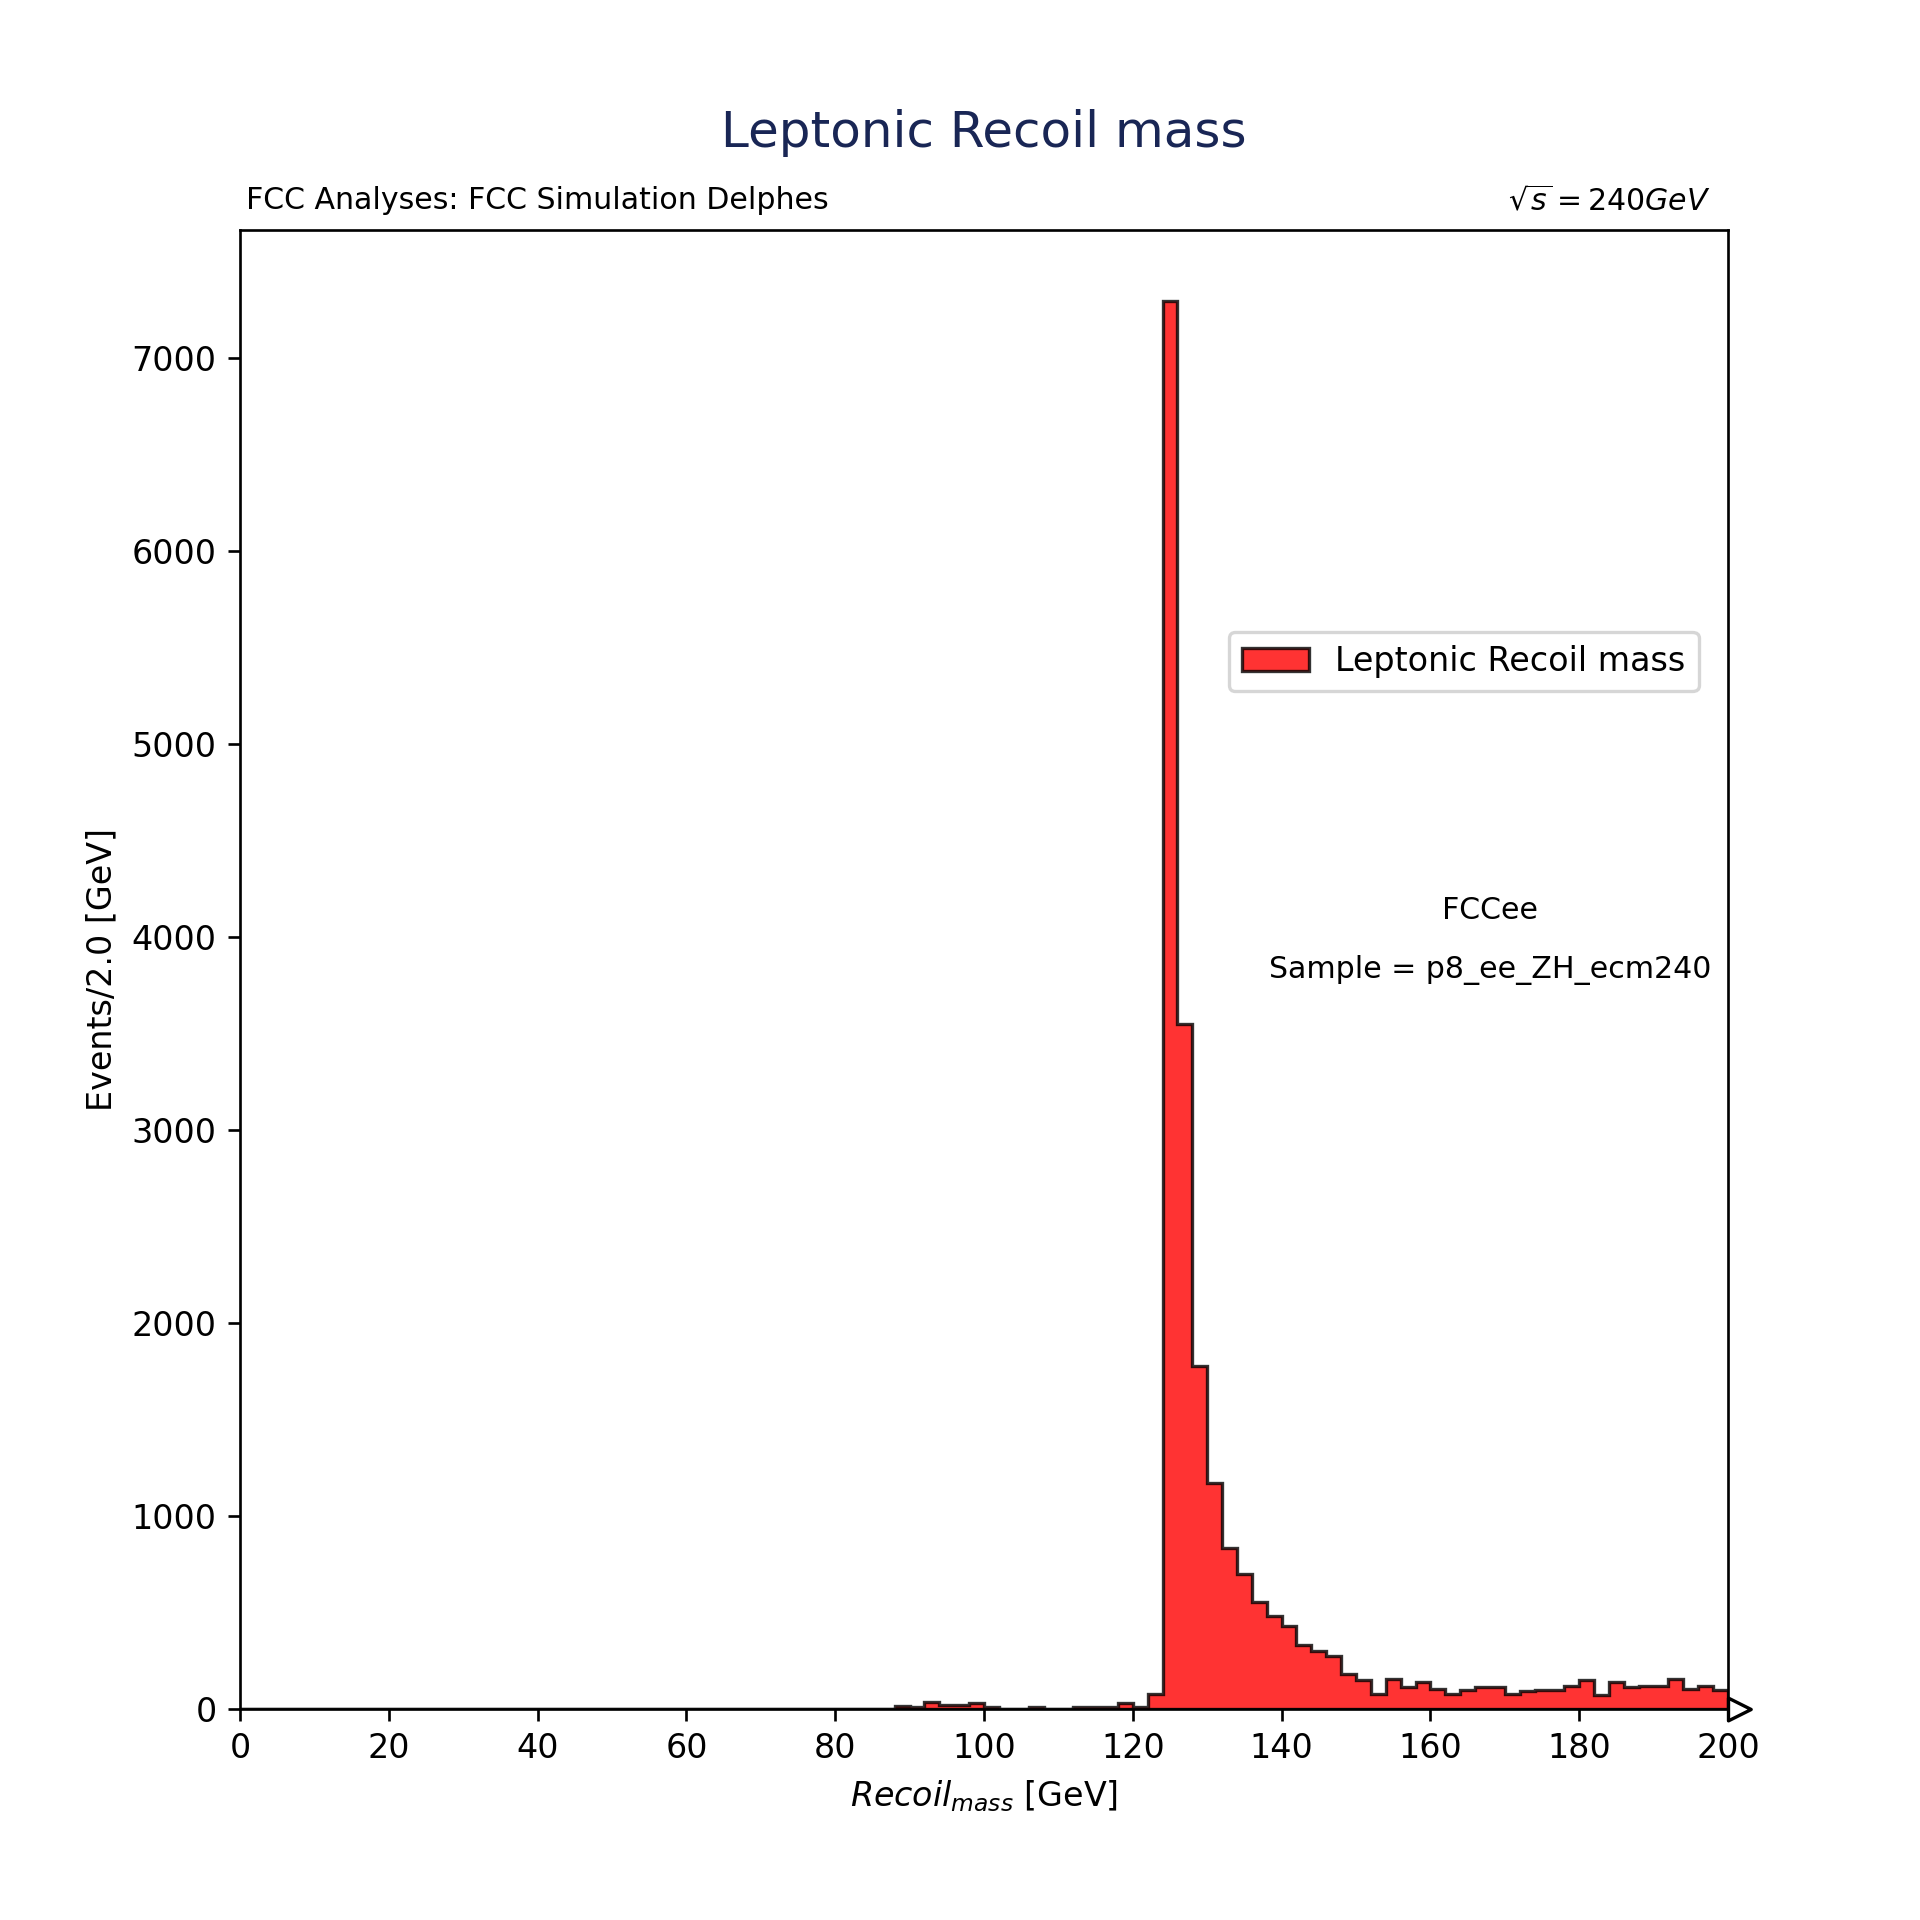 Leptonic Recoil mass
FCC Analyses: FCC Simulation Delphes
√s = 240GeV
7000
6000
5000
4000
3000
2000
1000
0
Events/2.0 [GeV]
Leptonic Recoil mass
FCCee
Sample = p8_ee_ZH_ecm240
0 20 40 60 80 100 120 140 160 180 200
Recoil_mass [GeV]